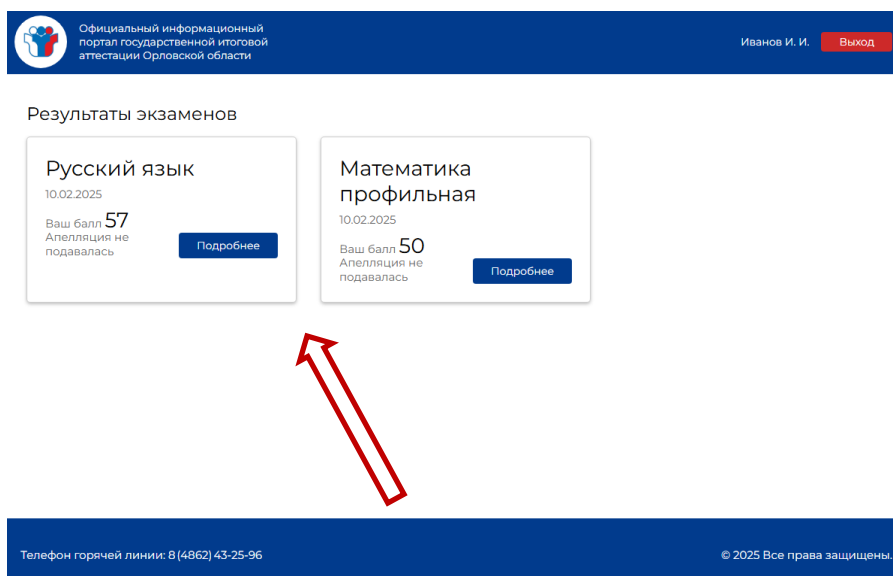 Официальный информационный
портал государственной итоговой
аттестации Орловской области
Иванов И. И.
Выход
Результаты экзаменов
Русский язык
10.02.2025
Ваш балл 57
Апелляция не
подавалась
Подробнее
Математика
профильная
10.02.2025
Ваш балл 50
Апелляция не
подавалась
Подробнее
Телефон горячей линии: 8 (4862) 43-25-96
© 2025 Все права защищены.